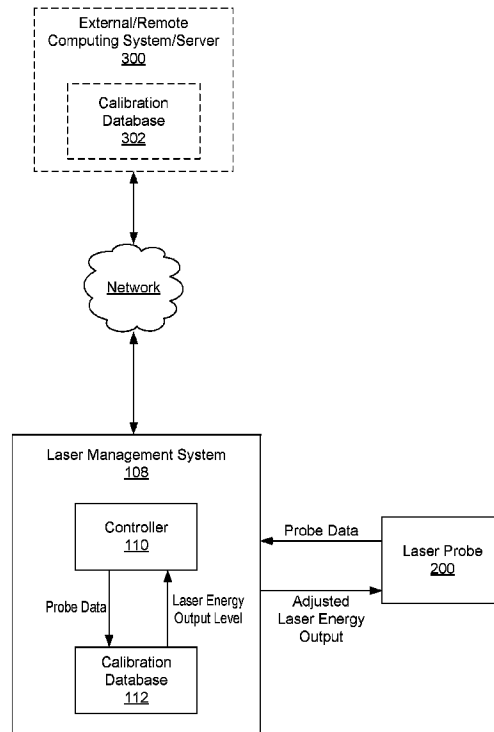 External/Remote
Computing System/Server
300
Calibration
Database
302
Network
Laser Management System
108
Controller
110
Probe Data
Laser Energy
Output Level
Calibration
Database
112
Probe Data
Adjusted
Laser Energy
Output
Laser Probe
200